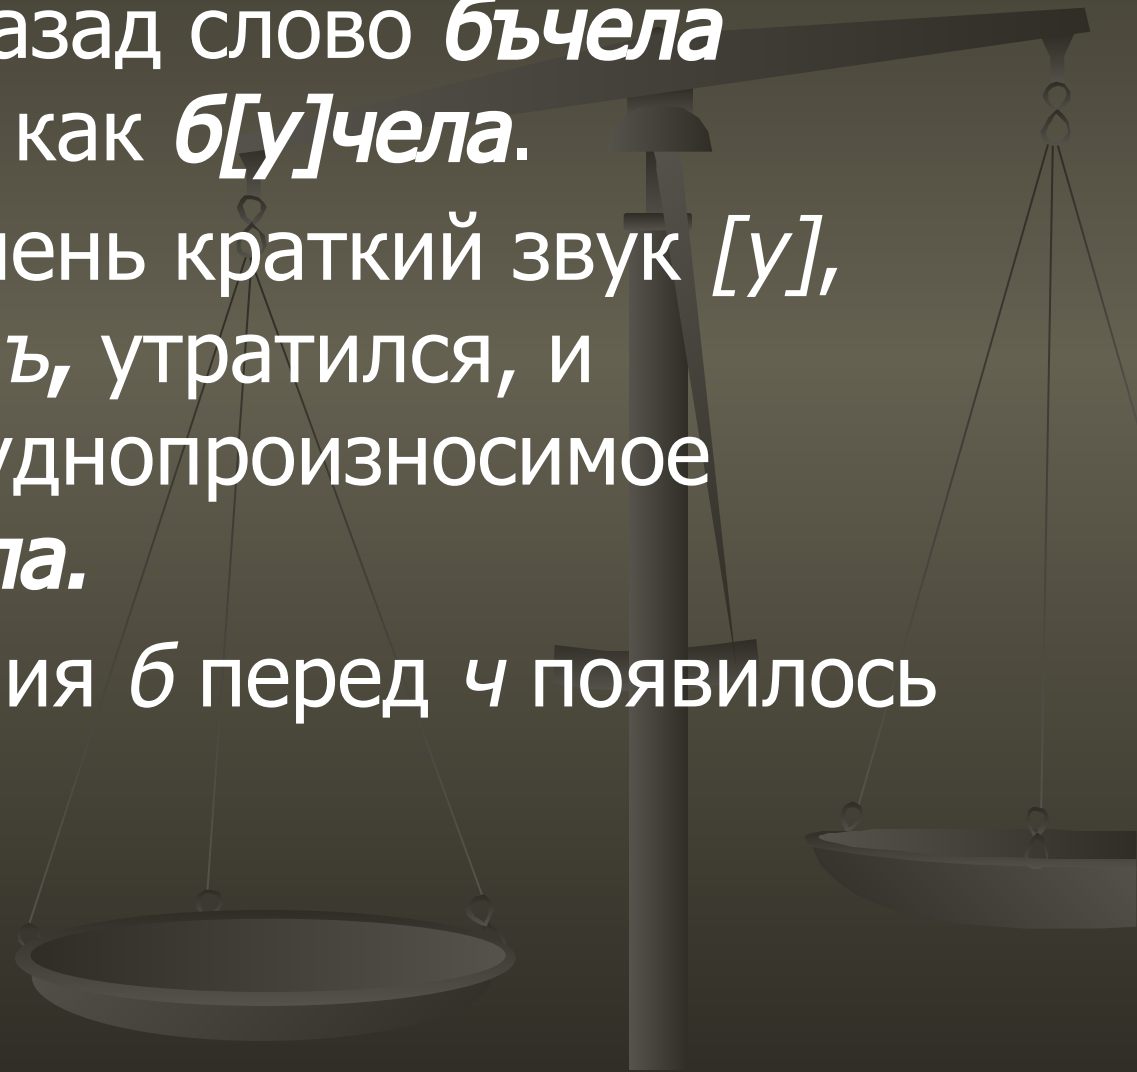 азад слово бъчела
как б[у]чела.
ень краткий звук [у],
ъ, утратился, и
уднопроизносимое
ла.
ия б перед ч появилось